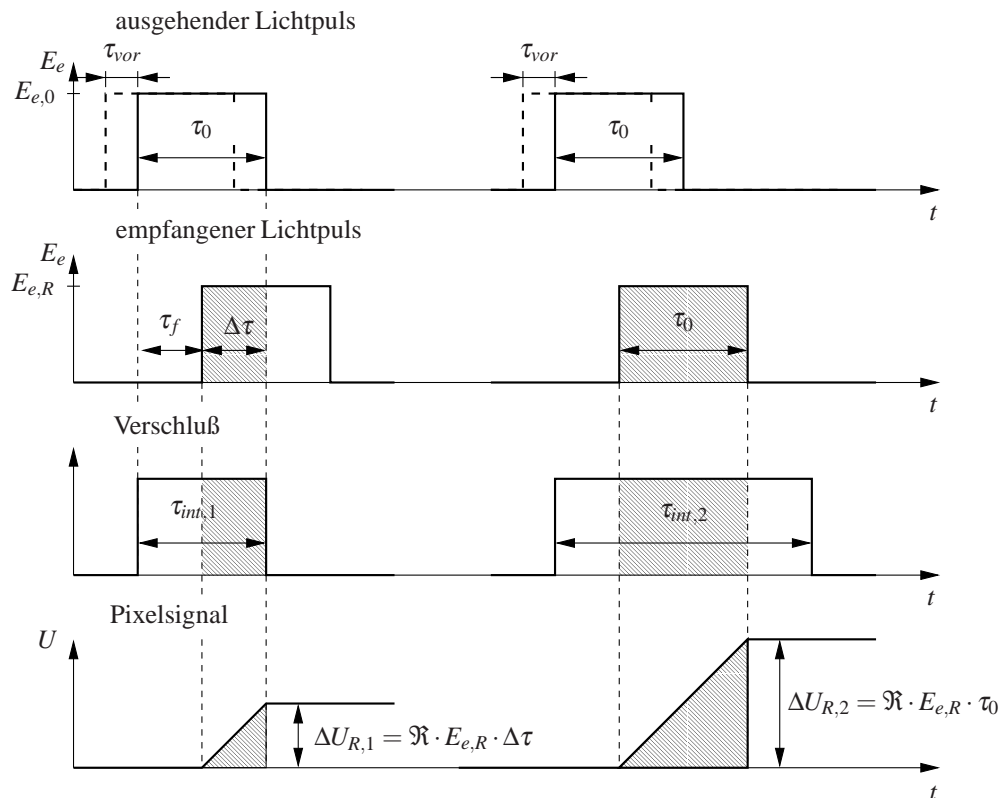 ausgehender Lichtpuls
τ_vor τ_vor
E_e
E_e,0
τ_0 τ_0
t
empfangener Lichtpuls
E_e
E_e,R
τ_f Δτ τ_0
t
Verschluß
τ_int,1 τ_int,2
t
Pixelsignal
U
ΔU_R,1 = ℜ · E_e,R · Δτ
ΔU_R,2 = ℜ · E_e,R · τ_0
t